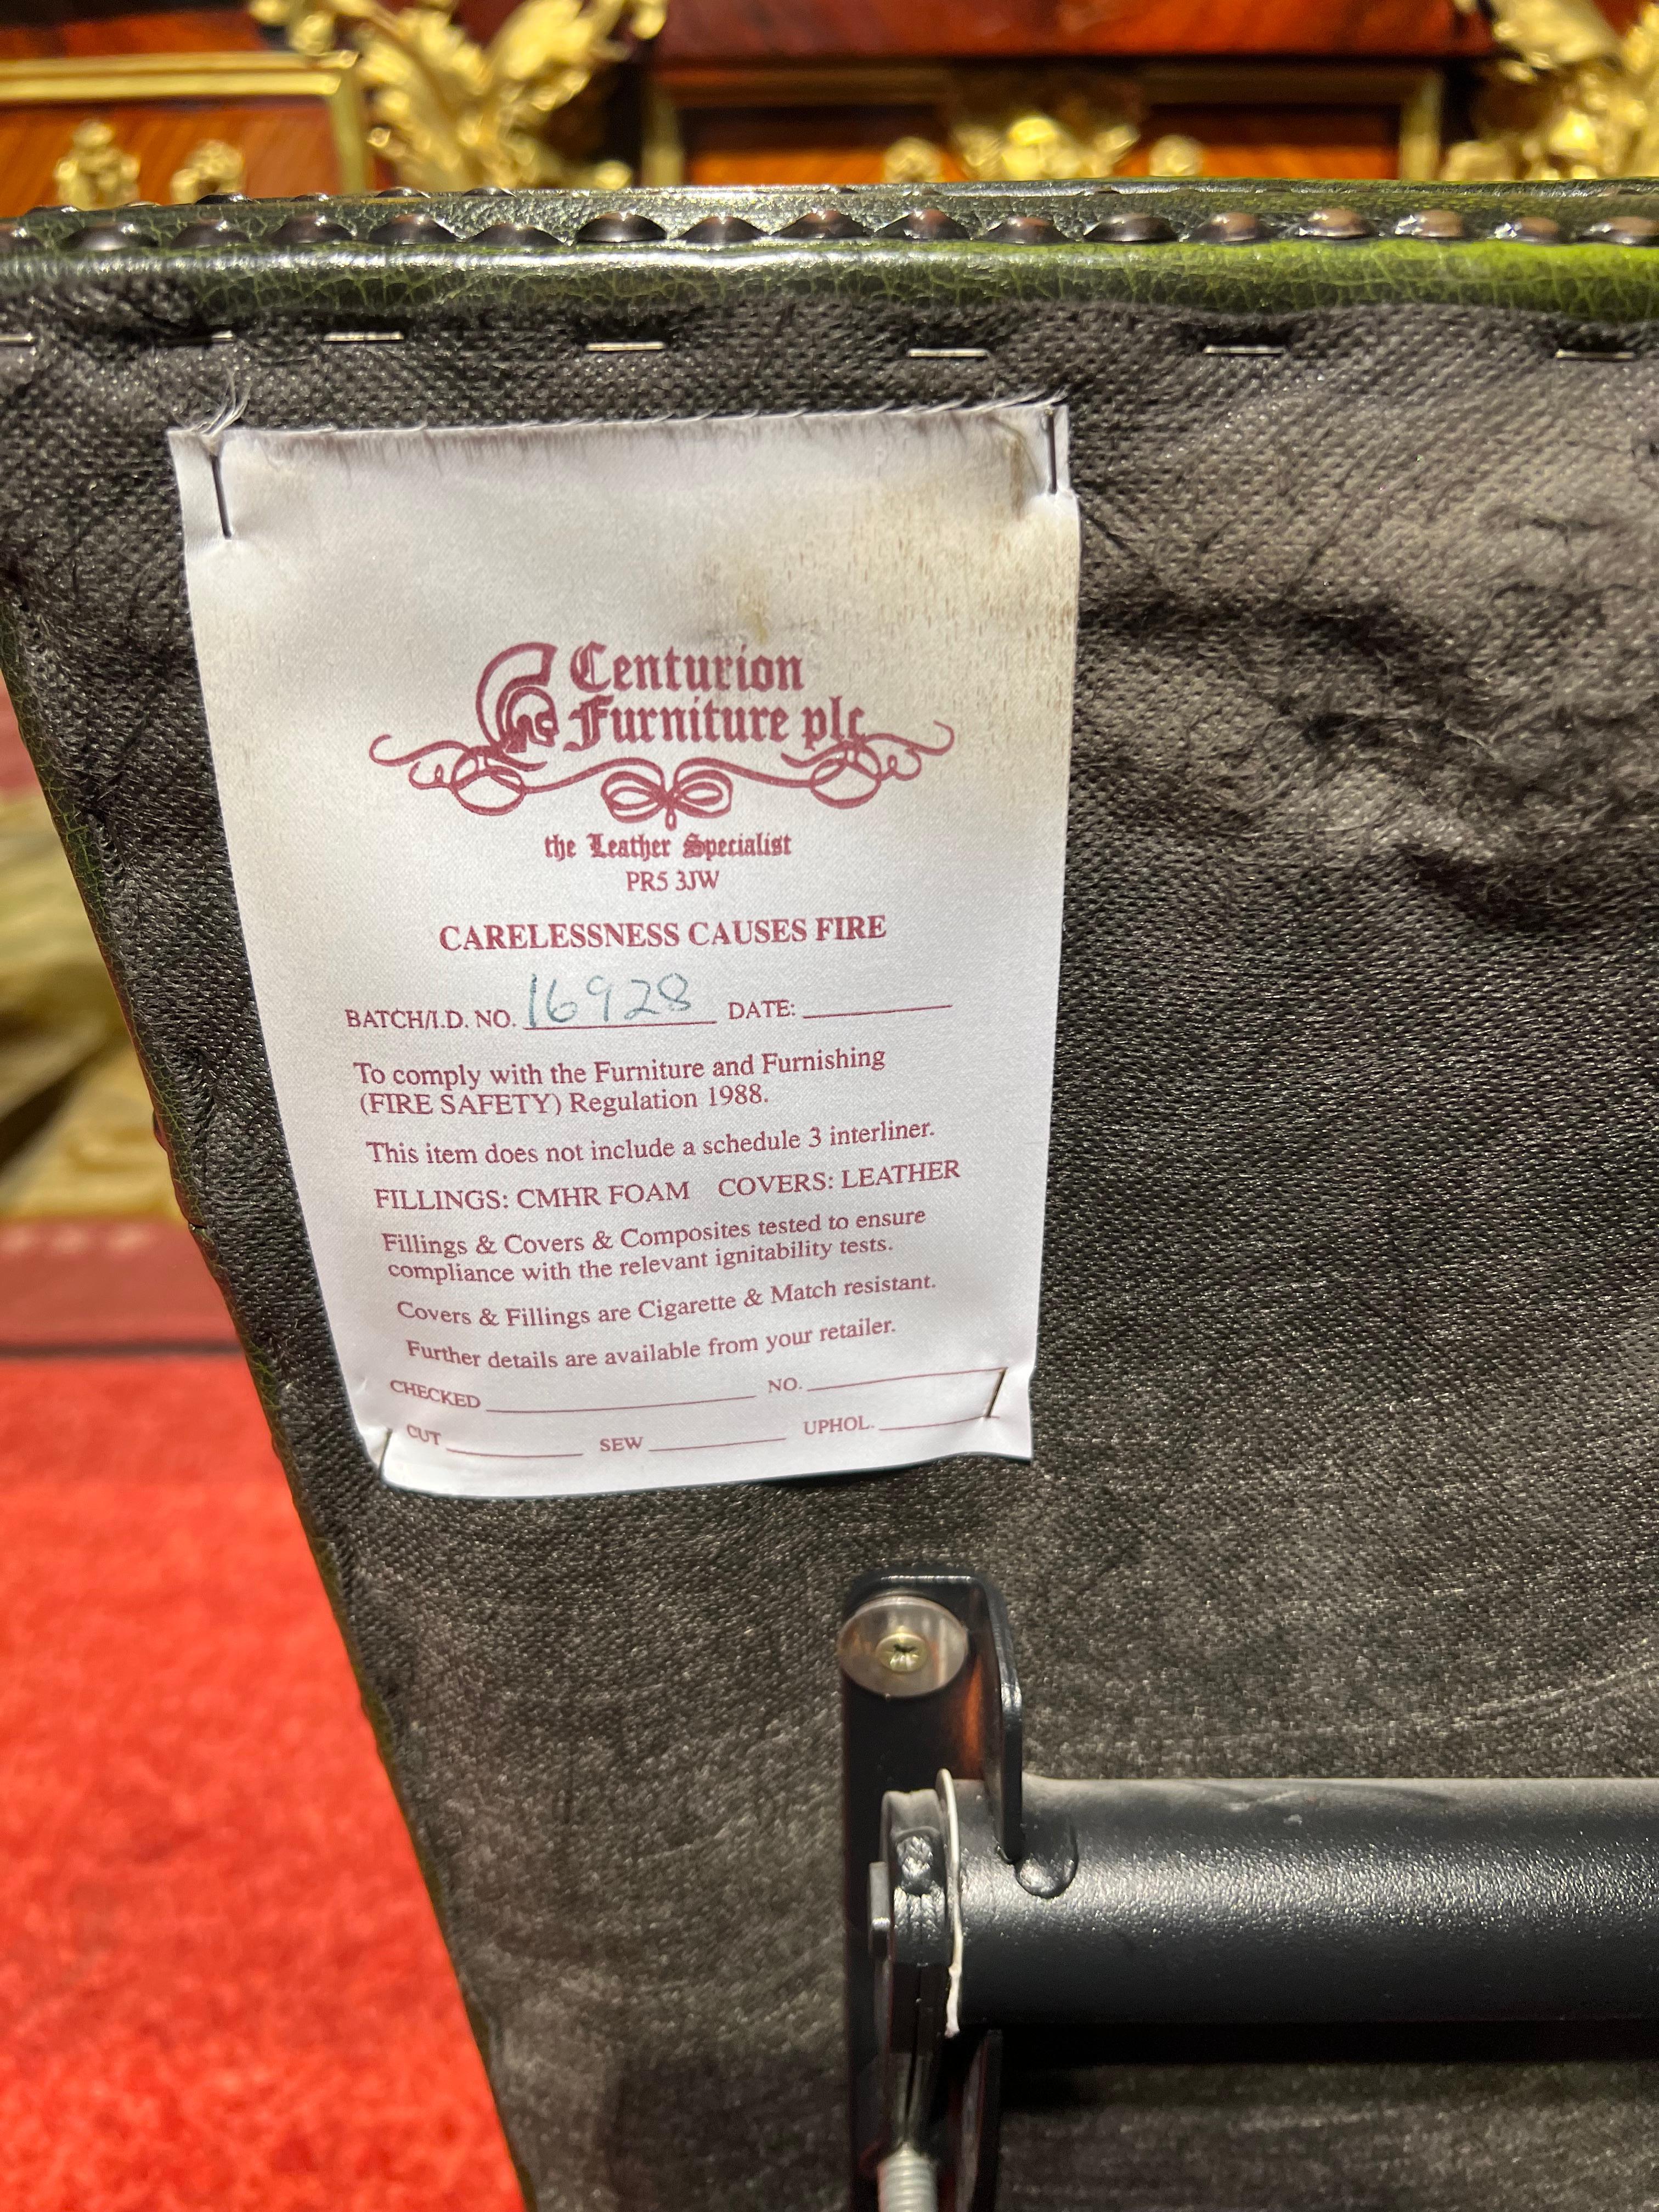 Centurion
Furniture plc
the Leather Specialist
PR5 3JW
CARELESSNESS CAUSES FIRE
BATCH/I.D. NO. 16928 DATE:
To comply with the Furniture and Furnishing
(FIRE SAFETY) Regulation 1988.
This item does not include a schedule 3 interliner.
FILLINGS: CMHR FOAM COVERS: LEATHER
Fillings & Covers & Composites tested to ensure
compliance with the relevant ignitability tests.
Covers & Fillings are Cigarette & Match resistant.
Further details are available from your retailer.
CHECKED NO.
CUT SEW UPHOL.